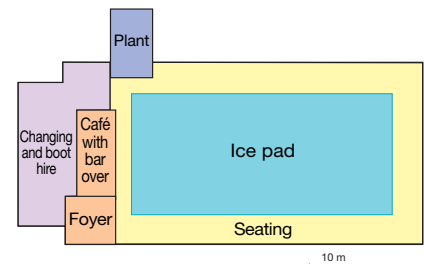 Plant
Café
with
bar
over
Changing
and boot
hire
Ice pad
Foyer
Seating
10 m